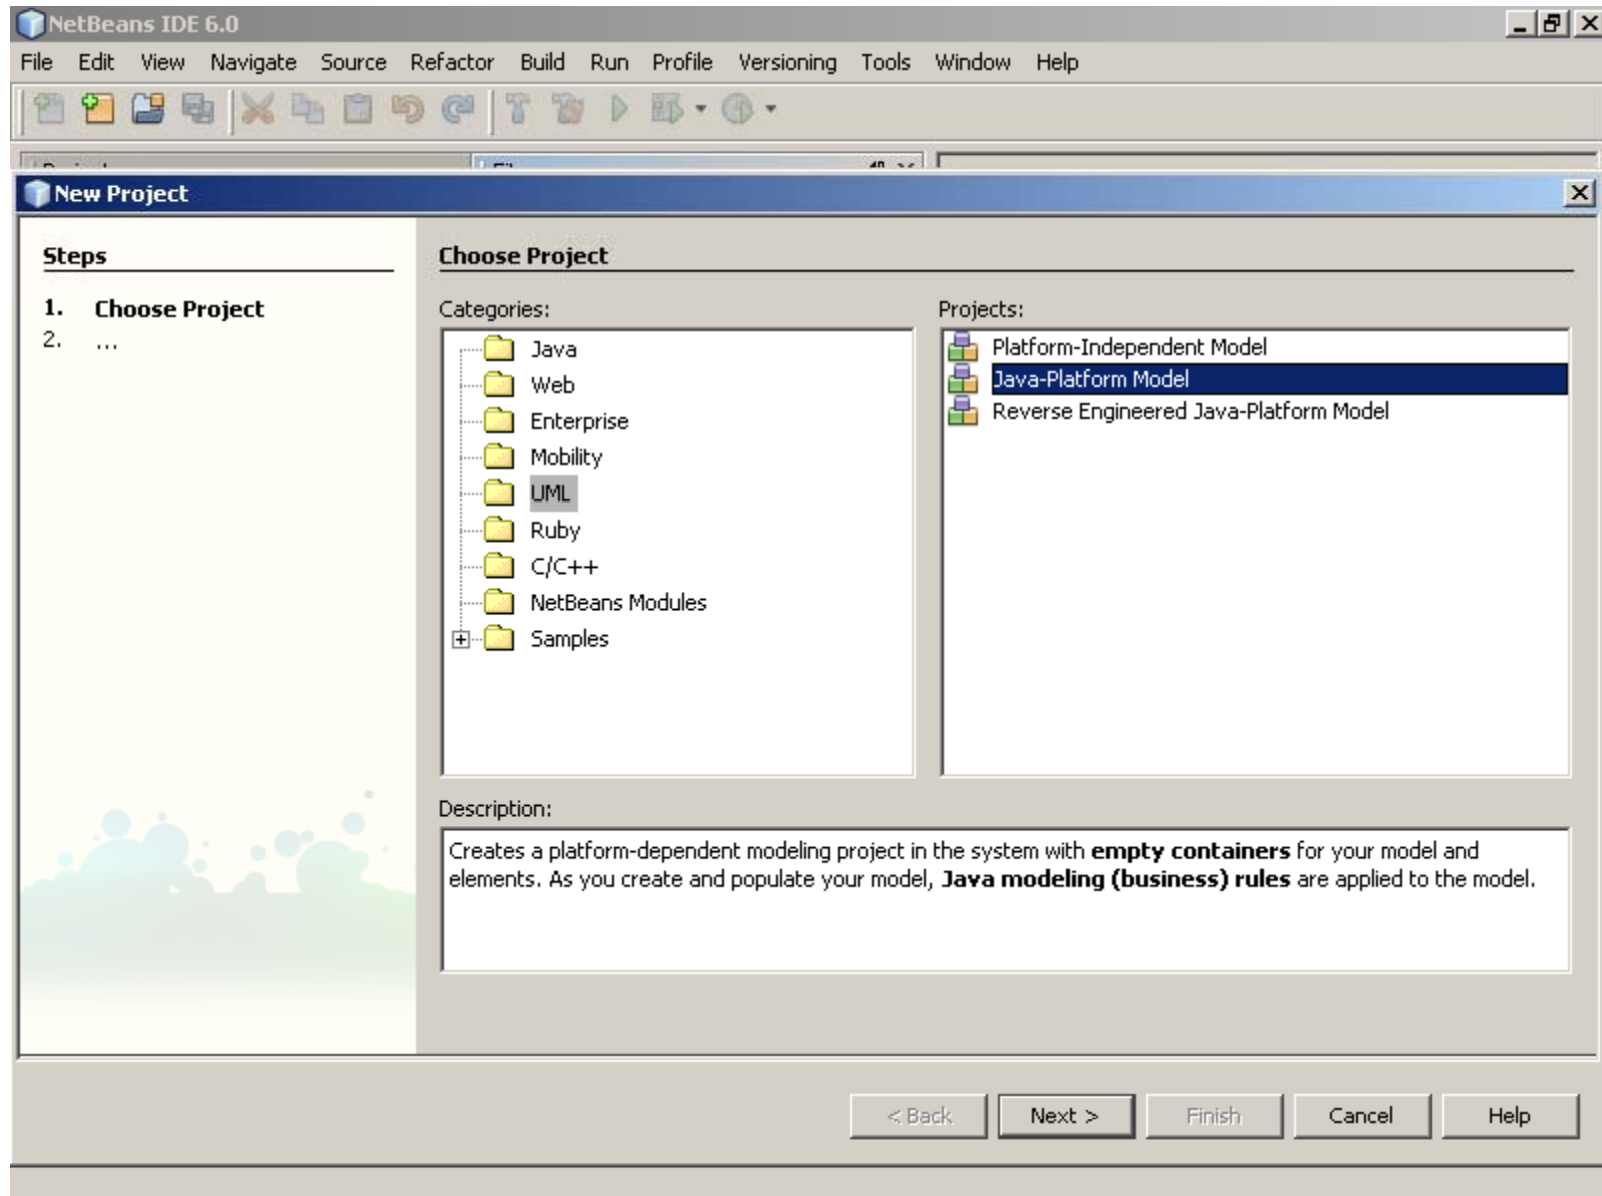 NetBeans IDE 6.0
File Edit View Navigate Source Refactor Build Run Profile Versioning Tools Window Help
New Project
Steps
1. Choose Project
2. ...
Choose Project
Categories:
Java
Web
Enterprise
Mobility
UML
Ruby
C/C++
NetBeans Modules
Samples
Projects:
Platform-Independent Model
Java-Platform Model
Reverse Engineered Java-Platform Model
Description:
Creates a platform-dependent modeling project in the system with empty containers for your model and
elements. As you create and populate your model, Java modeling (business) rules are applied to the model.
< Back Next > Finish Cancel Help